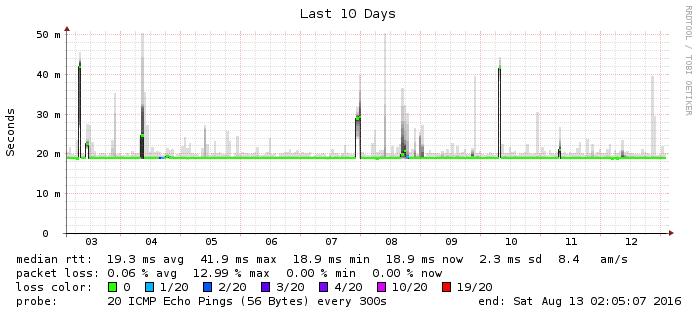 Last 10 Days
RRDTOOL / TOBI OETIKER
Seconds
50 m
40 m
30 m
20 m
10 m
0
03 04 05 06 07 08 09 10 11 12
median rtt: 19.3 ms avg 41.9 ms max 18.9 ms min 18.9 ms now 2.3 ms sd 8.4 am/s
packet loss: 0.06 % avg 12.99 % max 0.00 % min 0.00 % now
loss color: 0 1/20 2/20 3/20 4/20 10/20 19/20
probe: 20 ICMP Echo Pings (56 Bytes) every 300s end: Sat Aug 13 02:05:07 2016